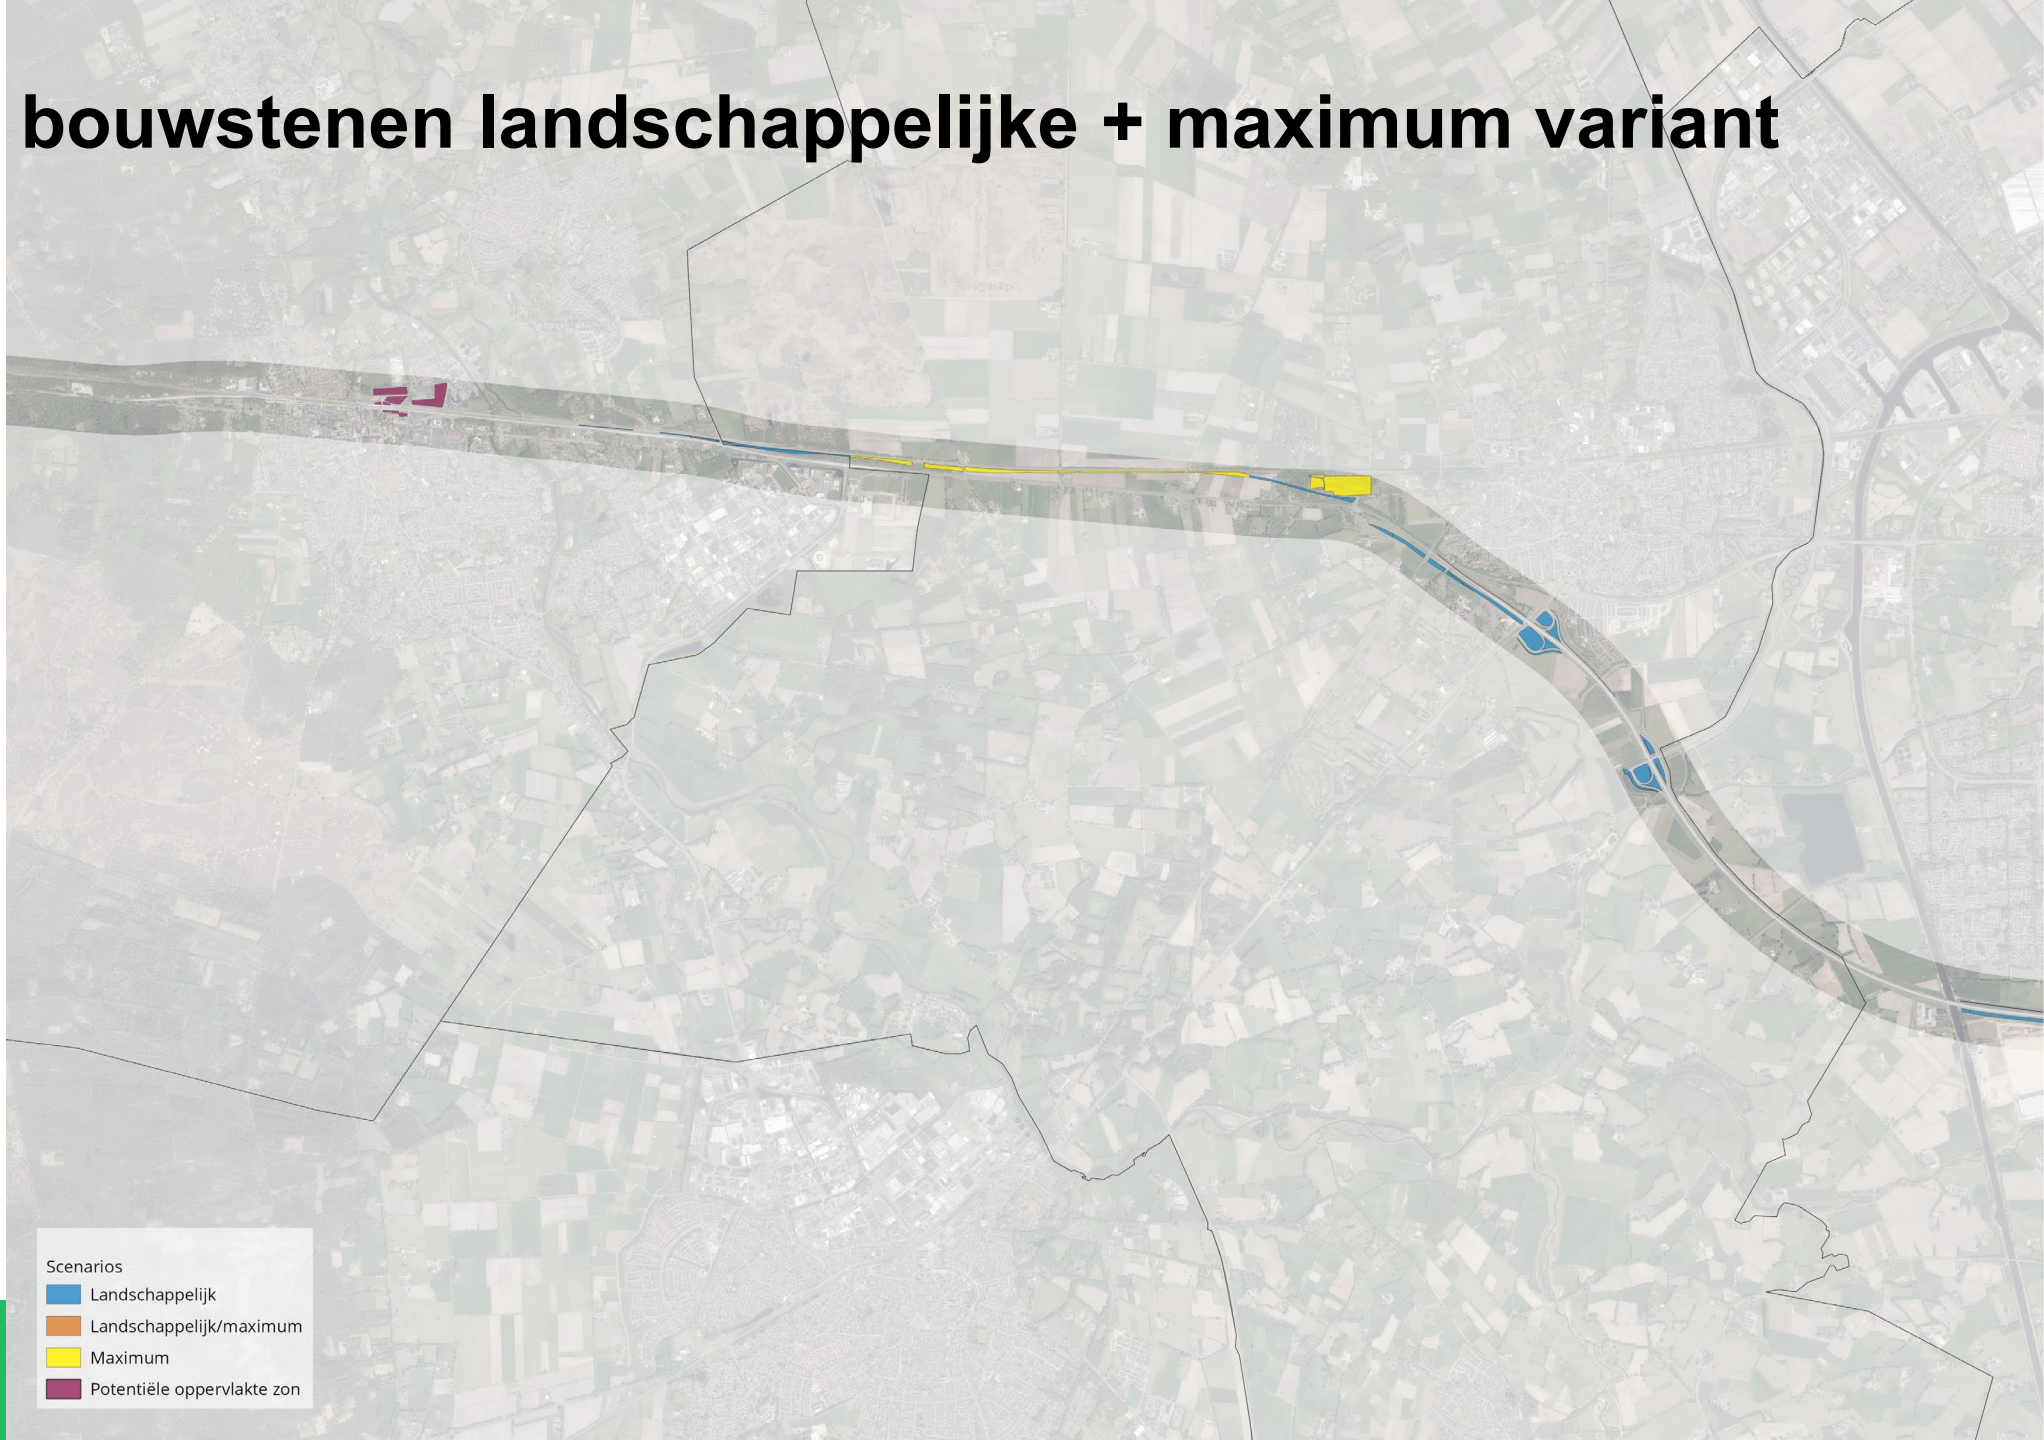 bouwstenen landschappelijke + maximum variant
Scenarios
Landschappelijk
Landschappelijk/maximum
Maximum
Potentiële oppervlakte zon